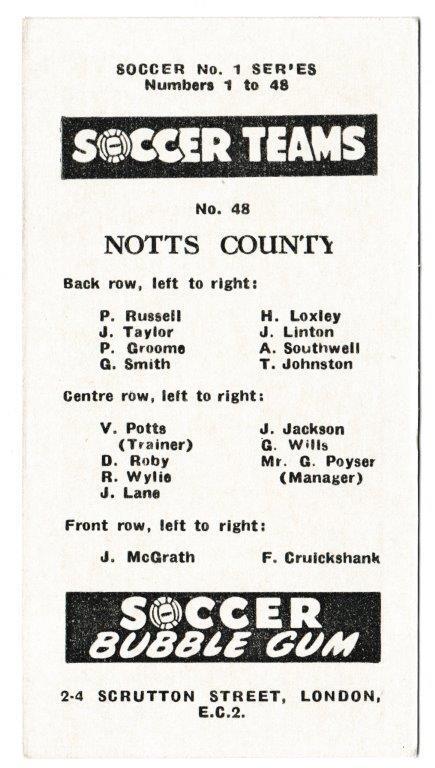 SOCCER No. 1 SER'ES
Numbers 1 to 48
SOCCER TEAMS
No. 48
NOTTS COUNTY
Back row, left to right:
P. Russell H. Loxley
J. Taylor J. Linton
P. Groome A. Southwell
G. Smith T. Johnston
Centre row, left to right:
V. Potts J. Jackson
(Trainer) G. Wills
D. Roby Mr. G. Poyser
R. Wylie (Manager)
J. Lane
Front row, left to right:
J. McGrath F. Cruickshank
SOCCER
BUBBLE GUM
2-4 SCRUTTON STREET, LONDON,
E.C.2.